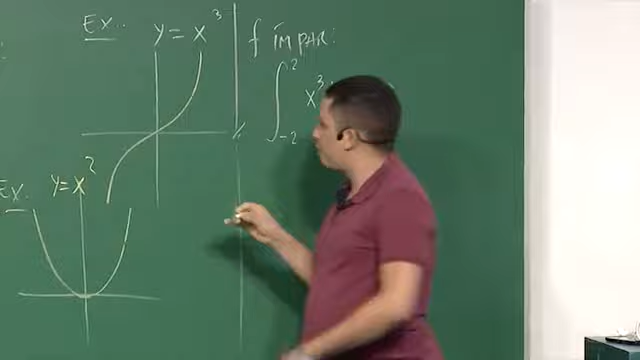 Ex..
y = x³
f ímpar:
∫₋₂² x³
Ex.
y = x²